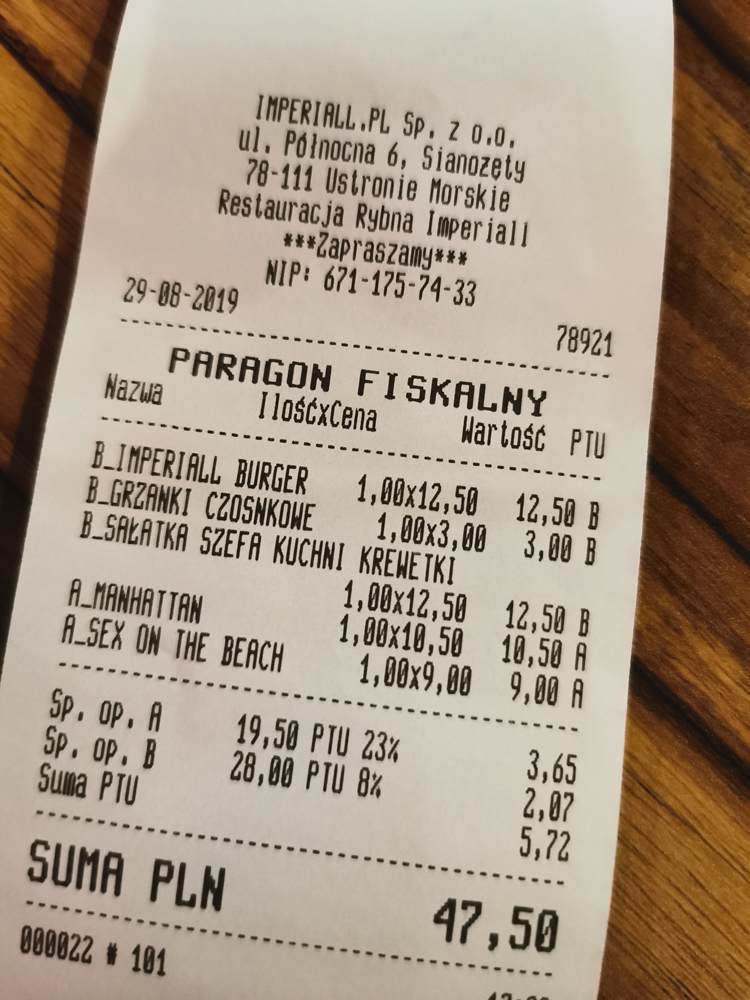 IMPERIALL.PL Sp. z o.o.
ul. Północna 6, Sianożęty
78-111 Ustronie Morskie
Restauracja Rybna Imperiall
***Zapraszamy***
NIP: 671-175-74-33
29-08-2019 78921
PARAGON FISKALNY
Nazwa IlośćxCena Wartość PTU
B_IMPERIALL BURGER 1,00x12,50 12,50 B
B_GRZANKI CZOSNKOWE 1,00x3,00 3,00 B
B_SAŁATKA SZEFA KUCHNI KREWETKI
1,00x12,50 12,50 B
A_MANHATTAN 1,00x10,50 10,50 A
A_SEX ON THE BEACH 1,00x9,00 9,00 A
Sp. op. A 19,50 PTU 23% 3,65
Sp. op. B 28,00 PTU 8% 2,07
Suma PTU 5,72
SUMA PLN 47,50
000022 # 101